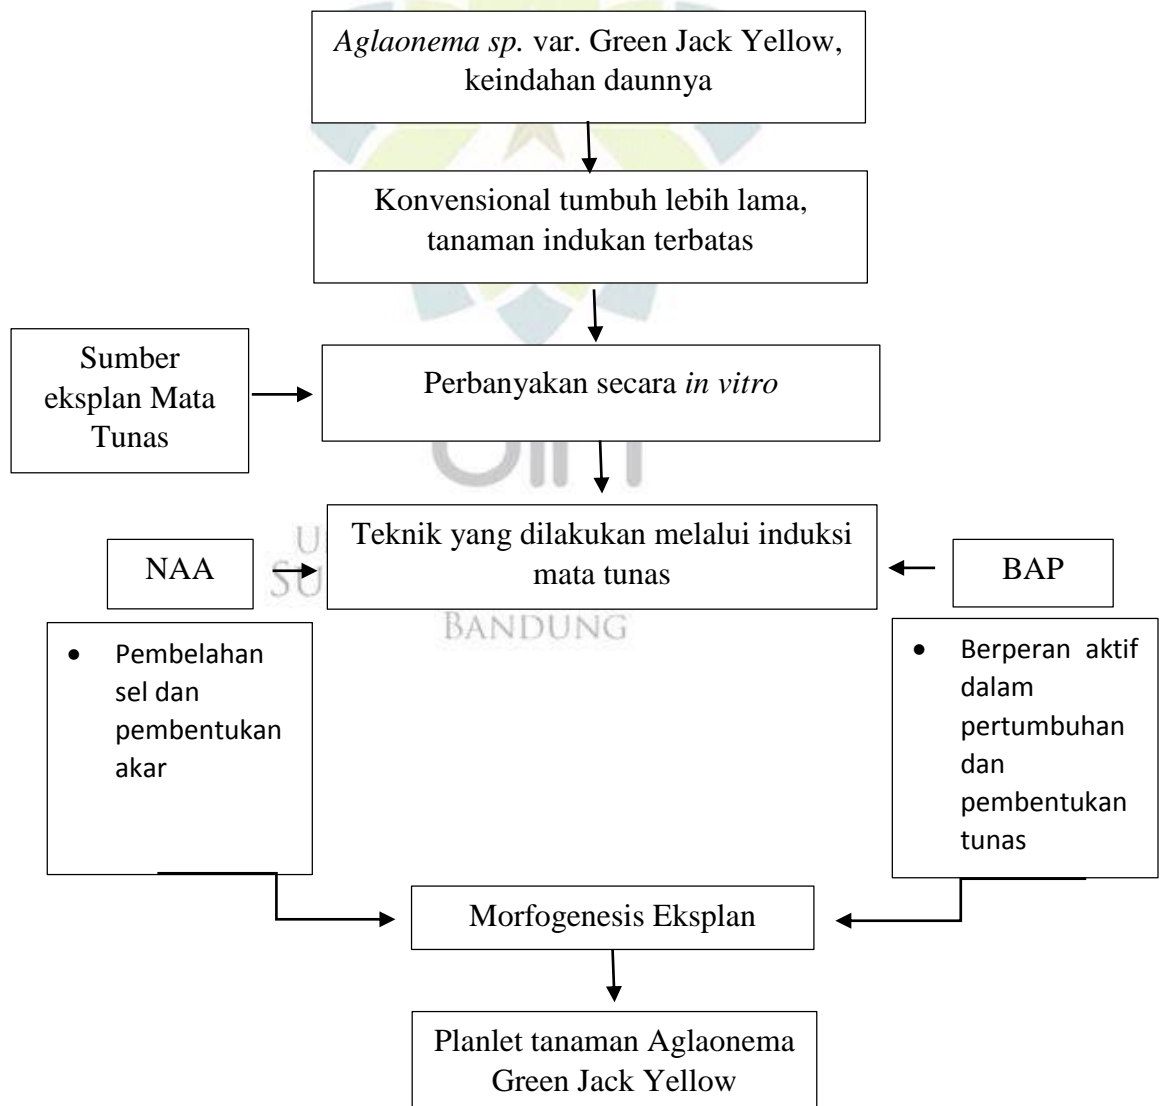 Aglaonema sp. var. Green Jack Yellow,
keindahan daunnya
Konvensional tumbuh lebih lama,
tanaman indukan terbatas
Sumber
eksplan Mata
Tunas
Perbanyakan secara in vitro
Teknik yang dilakukan melalui induksi
mata tunas
NAA
BAP
BANDUNG
• Pembelahan
sel dan
pembentukan
akar
• Berperan aktif
dalam
pertumbuhan
dan
pembentukan
tunas
Morfogenesis Eksplan
Planlet tanaman Aglaonema
Green Jack Yellow